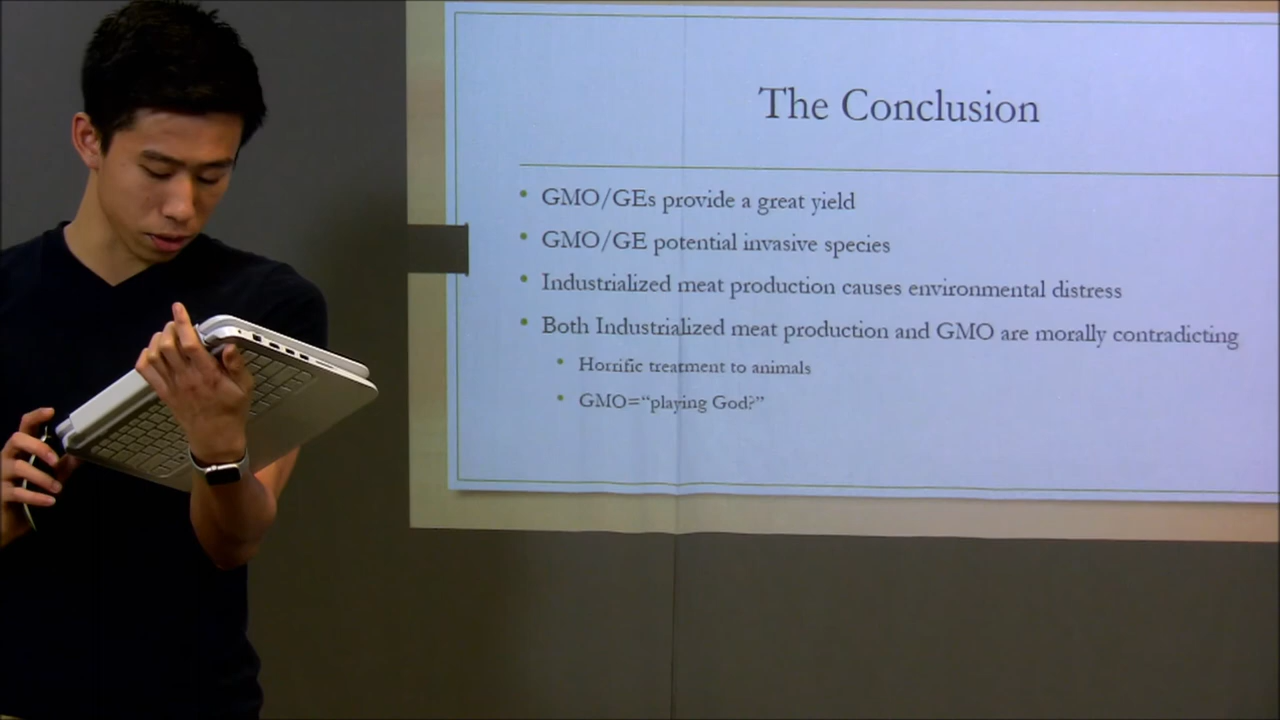 The Conclusion
• GMO/GEs provide a great yield
• GMO/GE potential invasive species
• Industrialized meat production causes environmental distress
• Both Industrialized meat production and GMO are morally contradicting
• Horrific treatment to animals
• GMO=“playing God?”